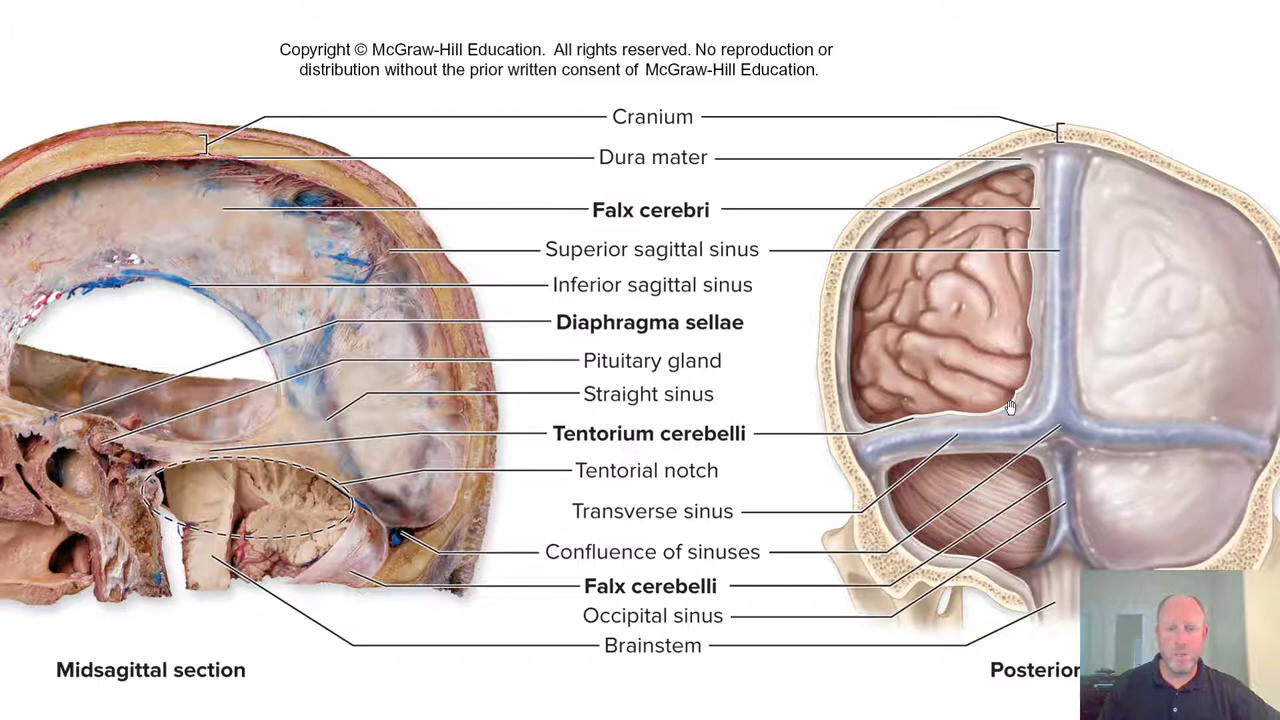 Copyright © McGraw-Hill Education. All rights reserved. No reproduction or
distribution without the prior written consent of McGraw-Hill Education.
Cranium
Dura mater
Falx cerebri
Superior sagittal sinus
Inferior sagittal sinus
Diaphragma sellae
Pituitary gland
Straight sinus
Tentorium cerebelli
Tentorial notch
Transverse sinus
Confluence of sinuses
Falx cerebelli
Occipital sinus
Brainstem
Midsagittal section
Posterior